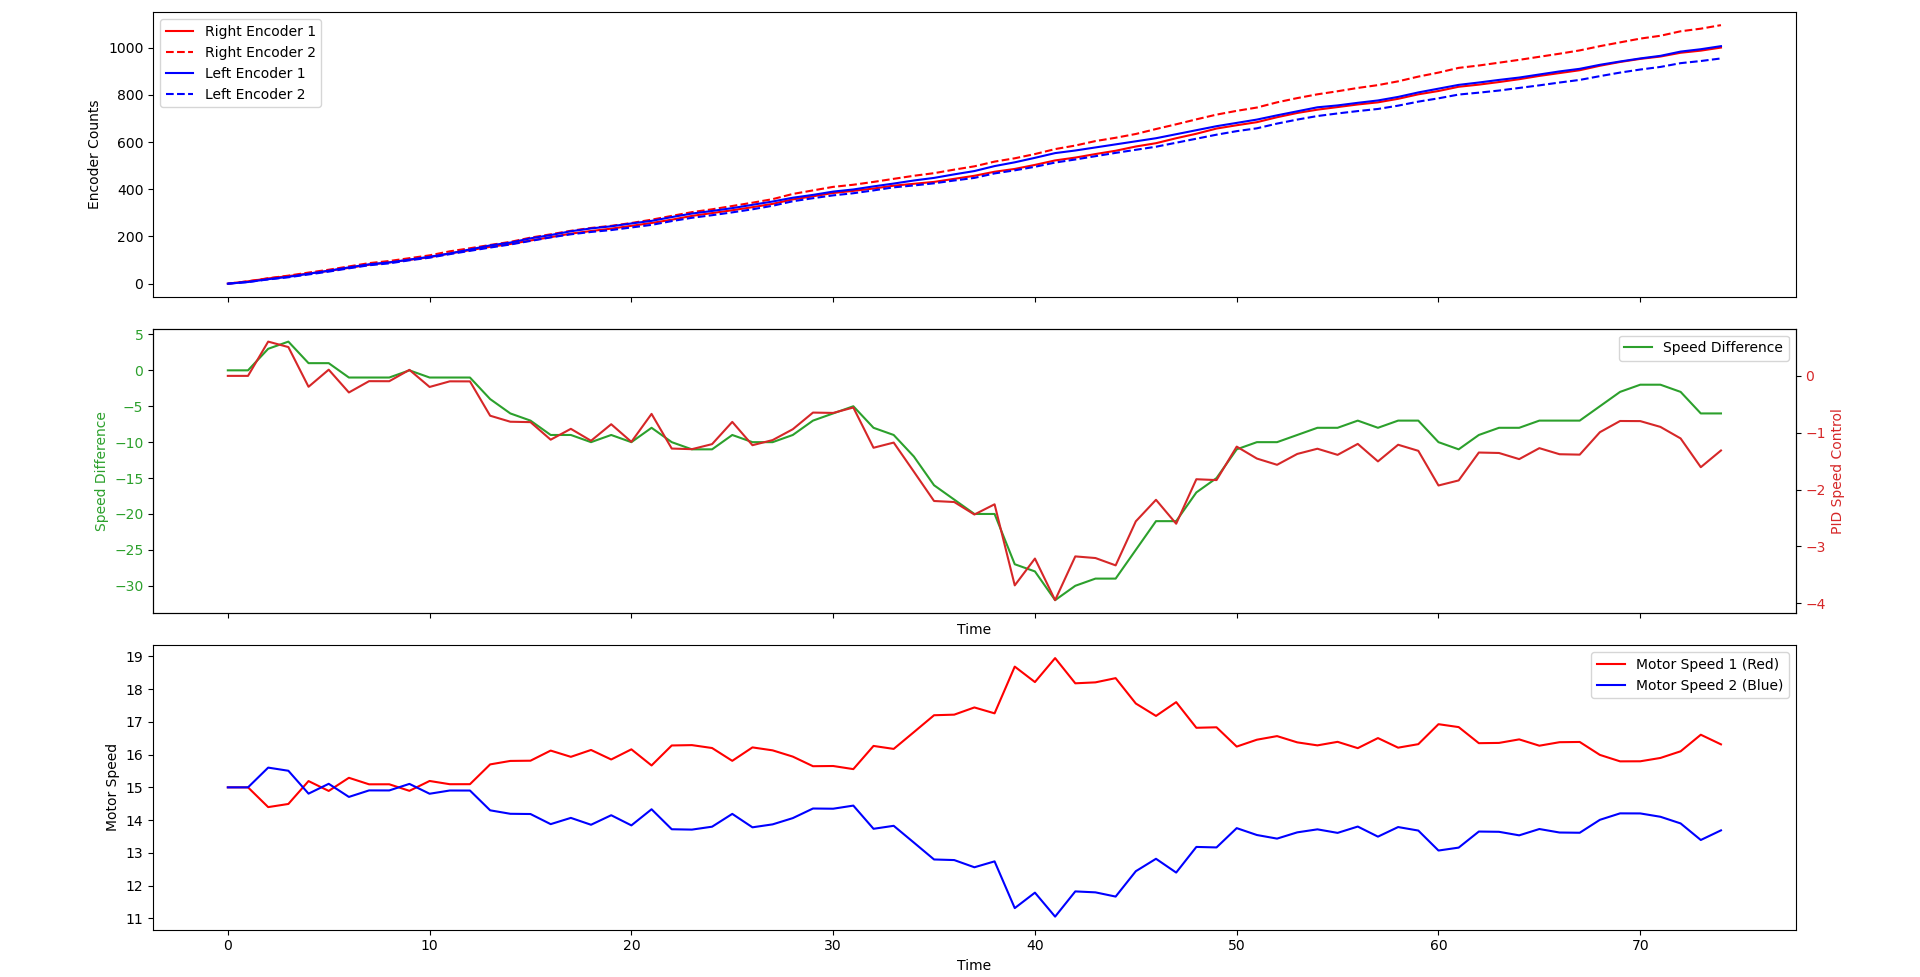 Right Encoder 1
Right Encoder 2
Left Encoder 1
Left Encoder 2
Encoder Counts
1000
800
600
400
200
0
5
0
−5
−10
−15
−20
−25
−30
Speed Difference
Speed Difference
0
−1
−2
−3
−4
PID Speed Control
Time
19
18
17
16
15
14
13
12
11
Motor Speed
Motor Speed 1 (Red)
Motor Speed 2 (Blue)
0 10 20 30 40 50 60 70
Time